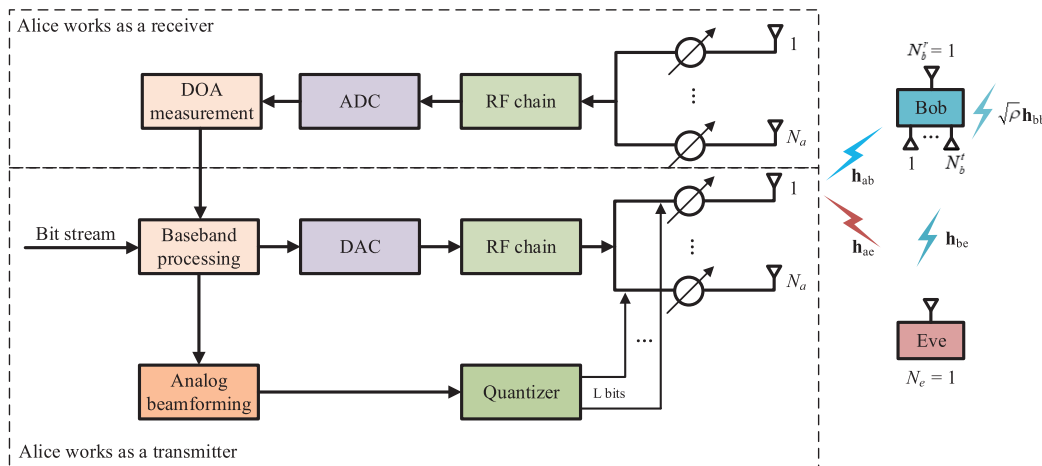 Alice works as a receiver
1
DOA
measurement
ADC
RF chain
...
N_a
Bit stream
Baseband
processing
DAC
RF chain
1
...
N_a
Analog
beamforming
Quantizer
...
L bits
Alice works as a transmitter
N_b^r = 1
Bob
√ρ h_bb
1 ... N_b^t
h_ab
h_ae
h_be
Eve
N_e = 1